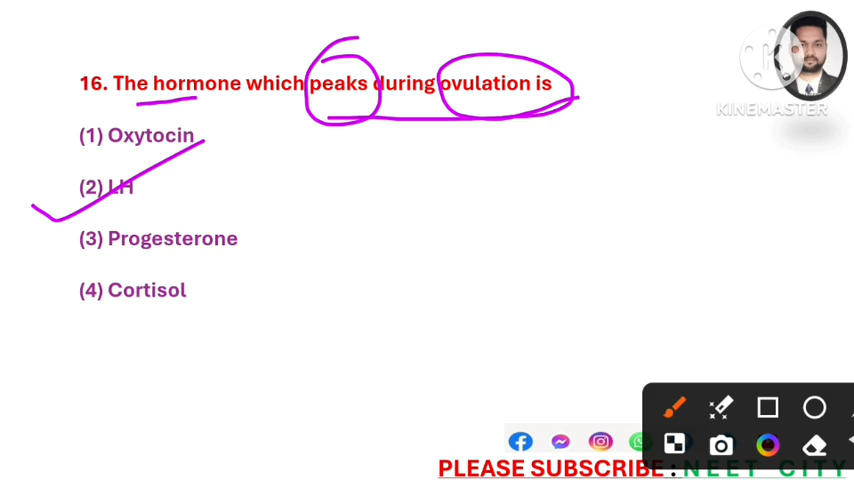 KINEMASTER
16. The hormone which peaks during ovulation is
(1) Oxytocin
(2) LH
(3) Progesterone
(4) Cortisol
PLEASE SUBSCRIBE : NEET CITY